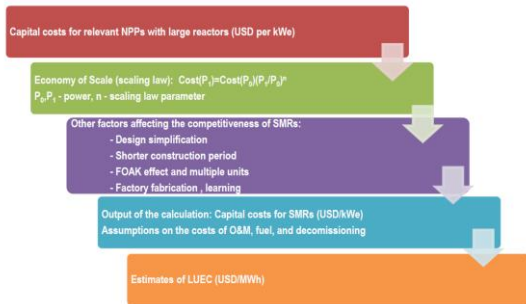 Capital costs for relevant NPPs with large reactors (USD per kWe)
Economy of Scale (scaling law): Cost(P₁)=Cost(P₀)(P₁/P₀)ⁿ
P₀,P₁ - power, n - scaling law parameter
Other factors affecting the competitiveness of SMRs:
- Design simplification
- Shorter construction period
- FOAK effect and multiple units
- Factory fabrication , learning
Output of the calculation: Capital costs for SMRs (USD/kWe)
Assumptions on the costs of O&M, fuel, and decomissioning
Estimates of LUEC (USD/MWh)